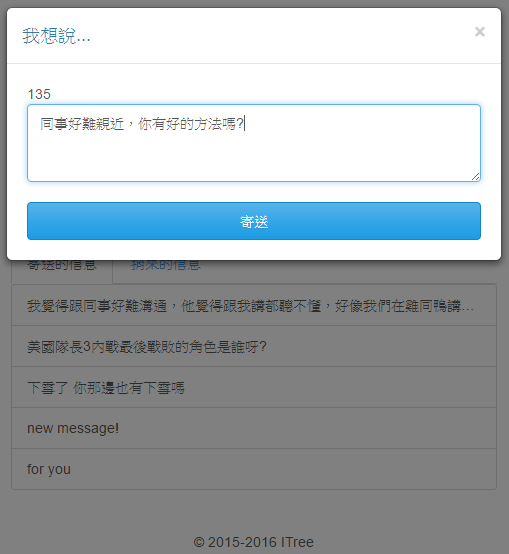 我想說...
×
135
同事好難親近，你有好的方法嗎?
寄送
寄送的信息
摘來的信息
我覺得跟同事好難溝通，他覺得跟我講都聽不懂，好像我們在雞同鴨講...
美國隊長3內戰最後戰敗的角色是誰呀?
下雪了 你那邊也有下雪嗎
new message!
for you
© 2015-2016 ITree